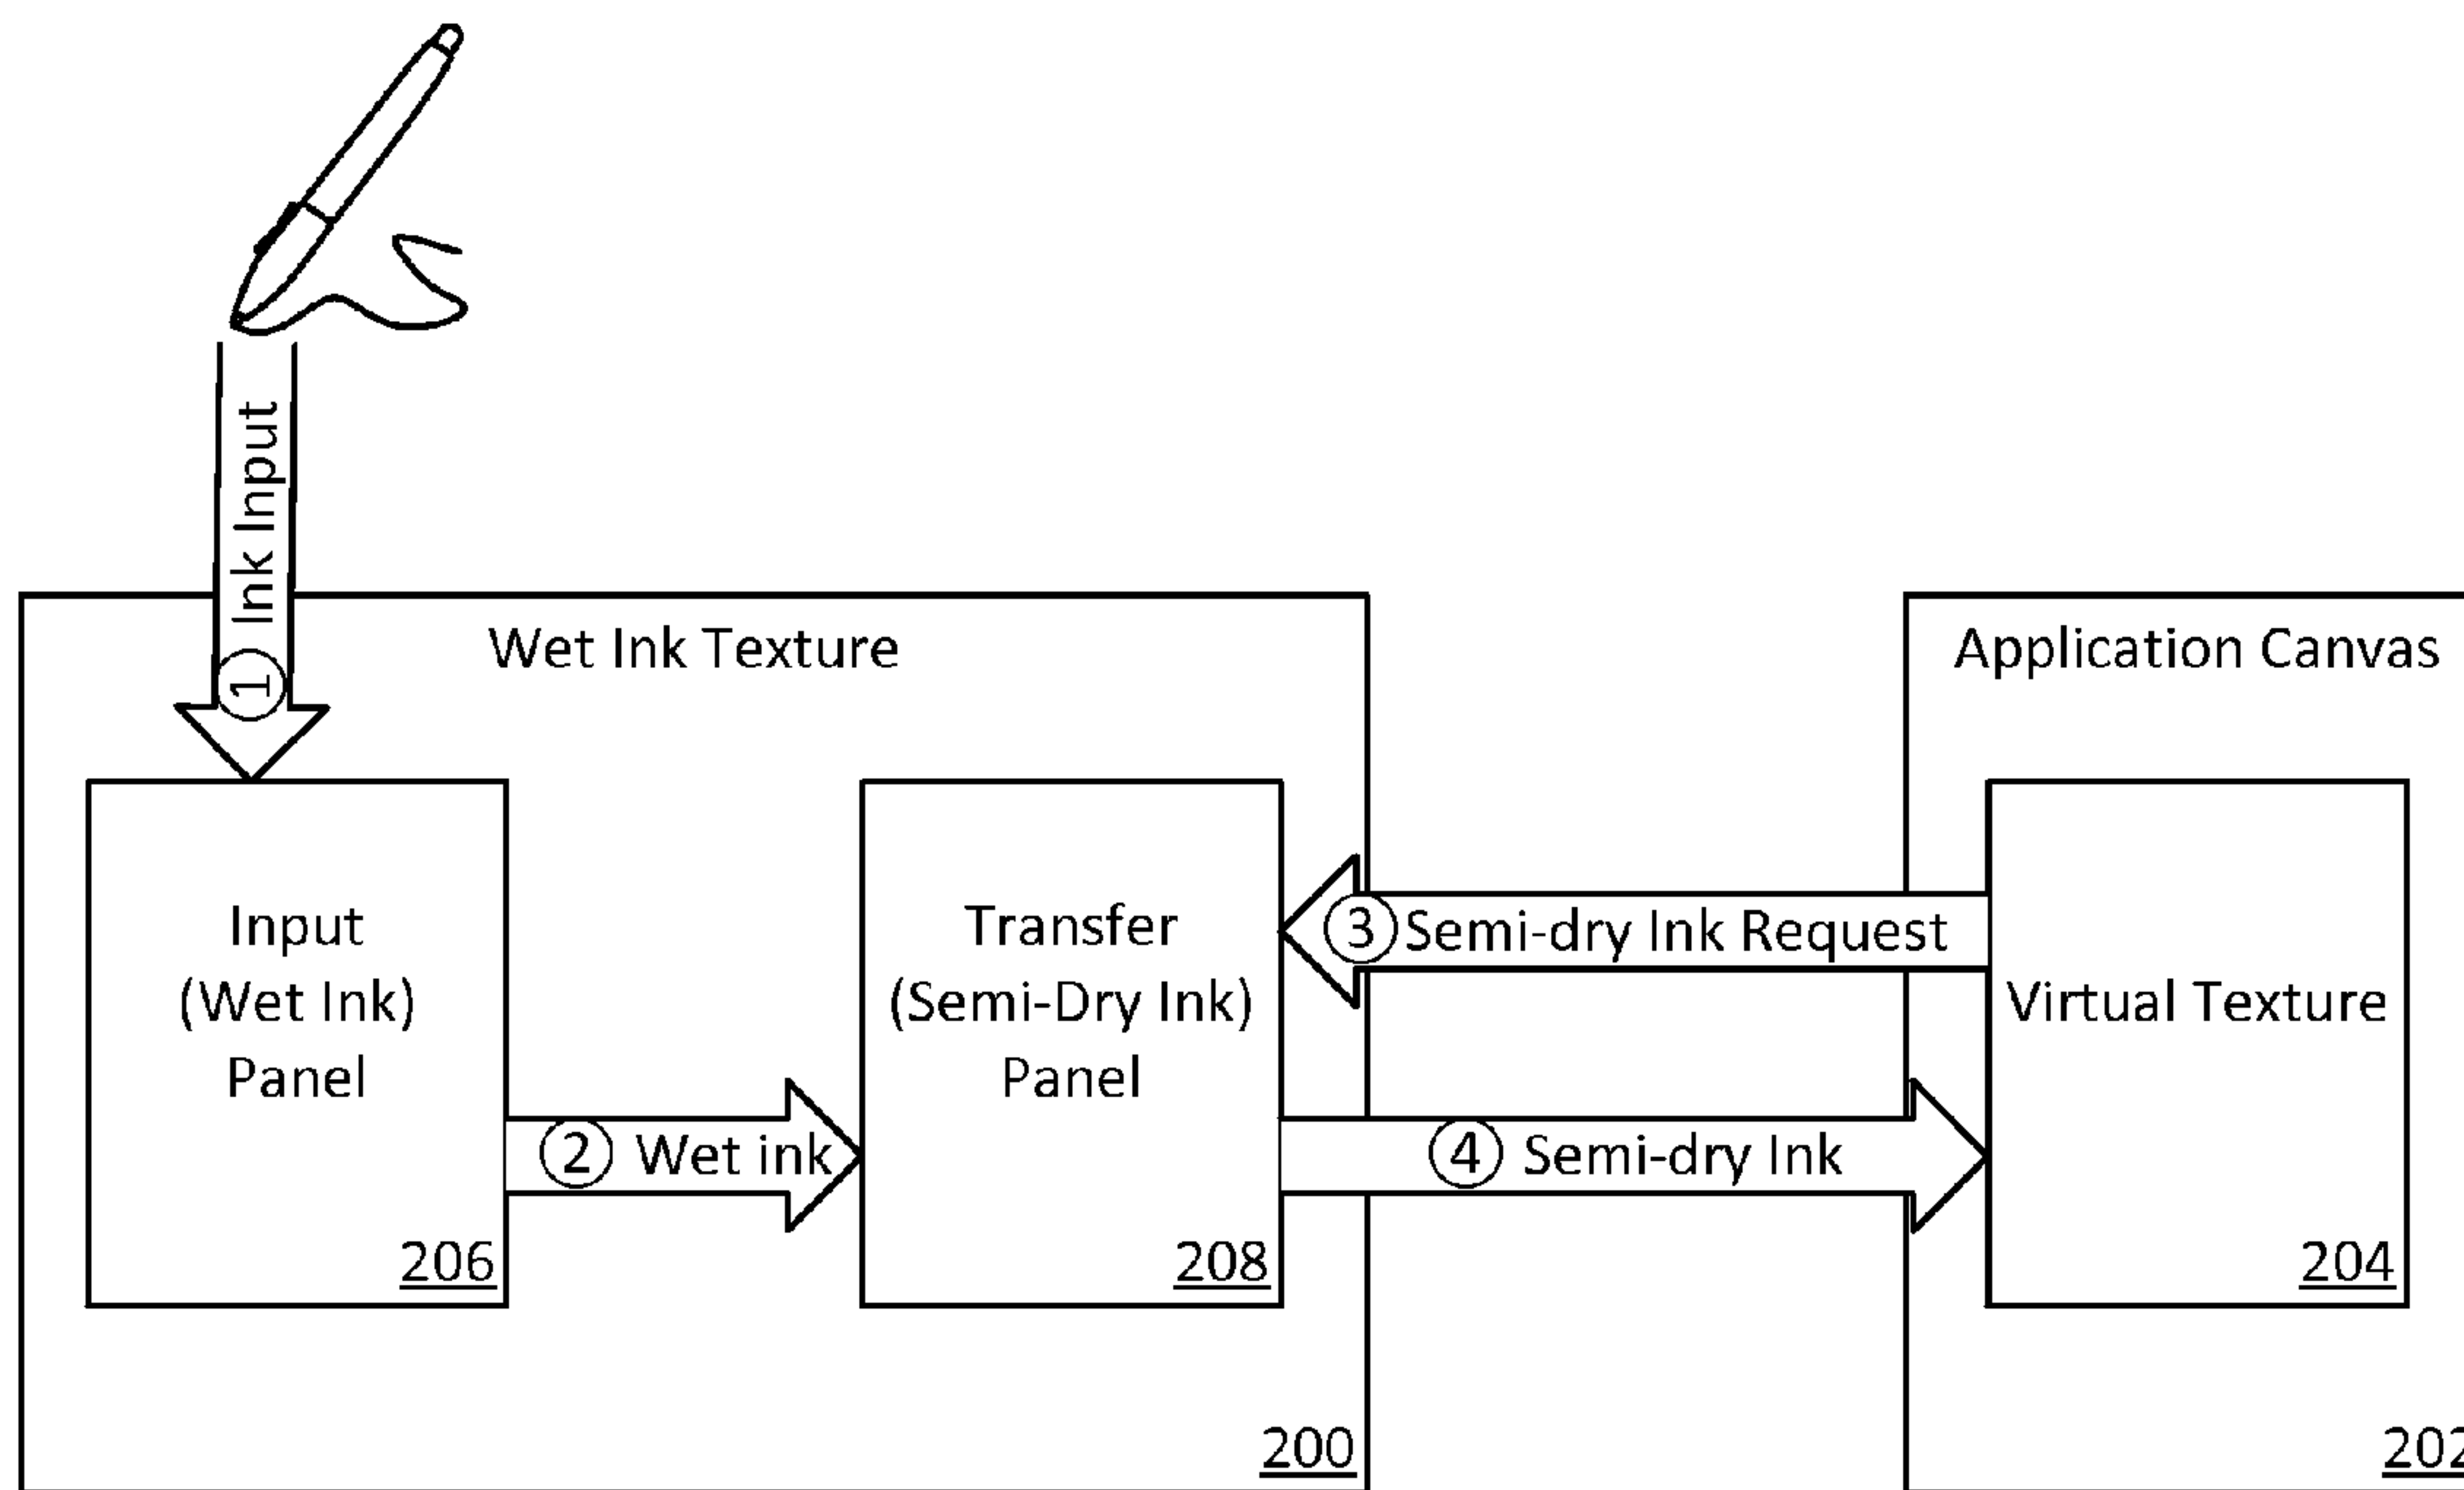 ① Ink Input
Wet Ink Texture
Application Canvas
Input
(Wet Ink)
Panel
206
② Wet ink
Transfer
(Semi-Dry Ink)
Panel
208
③ Semi-dry Ink Request
④ Semi-dry Ink
Virtual Texture
204
200
202